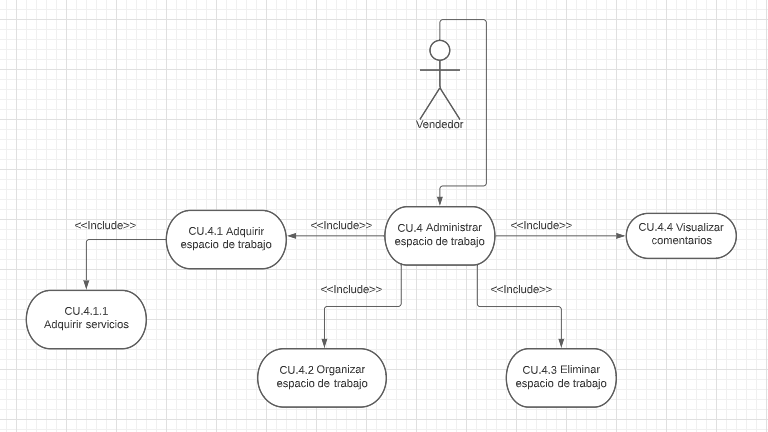 Vendedor
<<Include>>
CU.4.1 Adquirir
espacio de trabajo
<<Include>>
CU.4 Administrar
espacio de trabajo
<<Include>>
CU.4.4 Visualizar
comentarios
<<Include>>
<<Include>>
CU.4.1.1
Adquirir servicios
CU.4.2 Organizar
espacio de trabajo
CU.4.3 Eliminar
espacio de trabajo